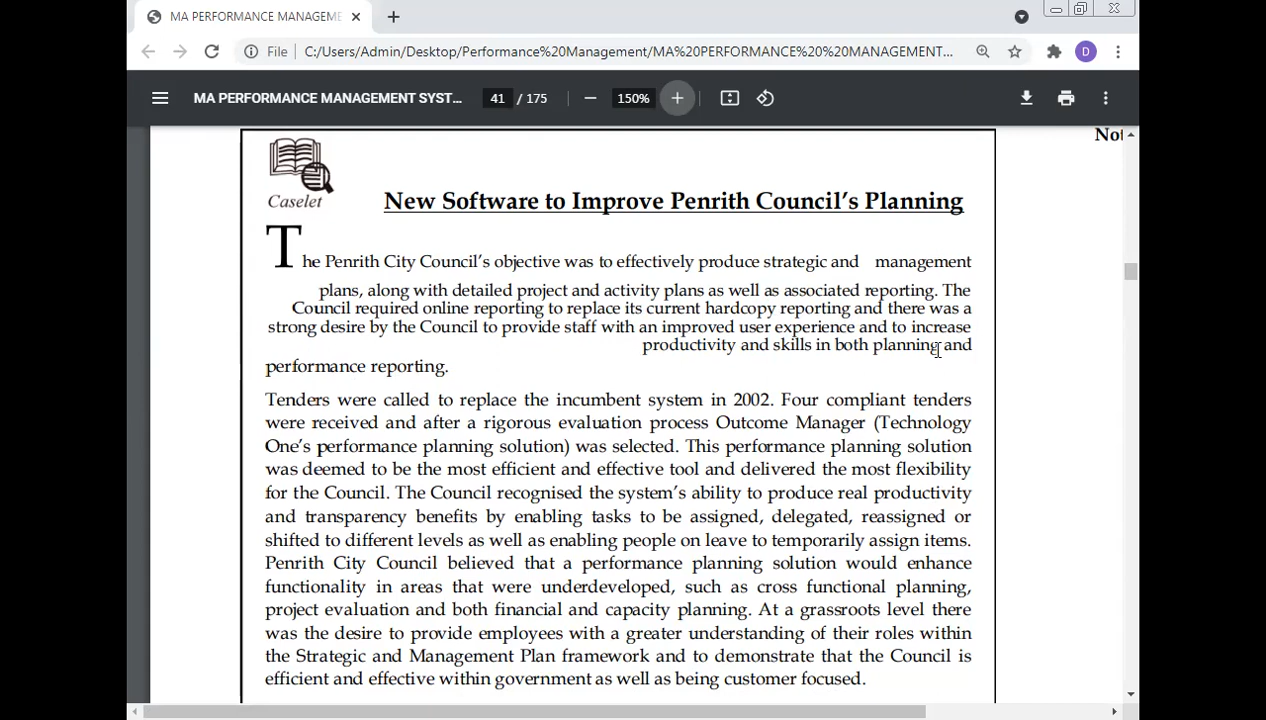 MA PERFORMANCE MANAGEME
File C:/Users/Admin/Desktop/Performance%20Management/MA%20PERFORMANCE%20%20MANAGEMENT... D
MA PERFORMANCE MANAGEMENT SYST... 41 / 175 150%
Not
Caselet
New Software to Improve Penrith Council's Planning
The Penrith City Council's objective was to effectively produce strategic and management
plans, along with detailed project and activity plans as well as associated reporting. The
Council required online reporting to replace its current hardcopy reporting and there was a
strong desire by the Council to provide staff with an improved user experience and to increase
productivity and skills in both planning and
performance reporting.
Tenders were called to replace the incumbent system in 2002. Four compliant tenders
were received and after a rigorous evaluation process Outcome Manager (Technology
One's performance planning solution) was selected. This performance planning solution
was deemed to be the most efficient and effective tool and delivered the most flexibility
for the Council. The Council recognised the system's ability to produce real productivity
and transparency benefits by enabling tasks to be assigned, delegated, reassigned or
shifted to different levels as well as enabling people on leave to temporarily assign items.
Penrith City Council believed that a performance planning solution would enhance
functionality in areas that were underdeveloped, such as cross functional planning,
project evaluation and both financial and capacity planning. At a grassroots level there
was the desire to provide employees with a greater understanding of their roles within
the Strategic and Management Plan framework and to demonstrate that the Council is
efficient and effective within government as well as being customer focused.